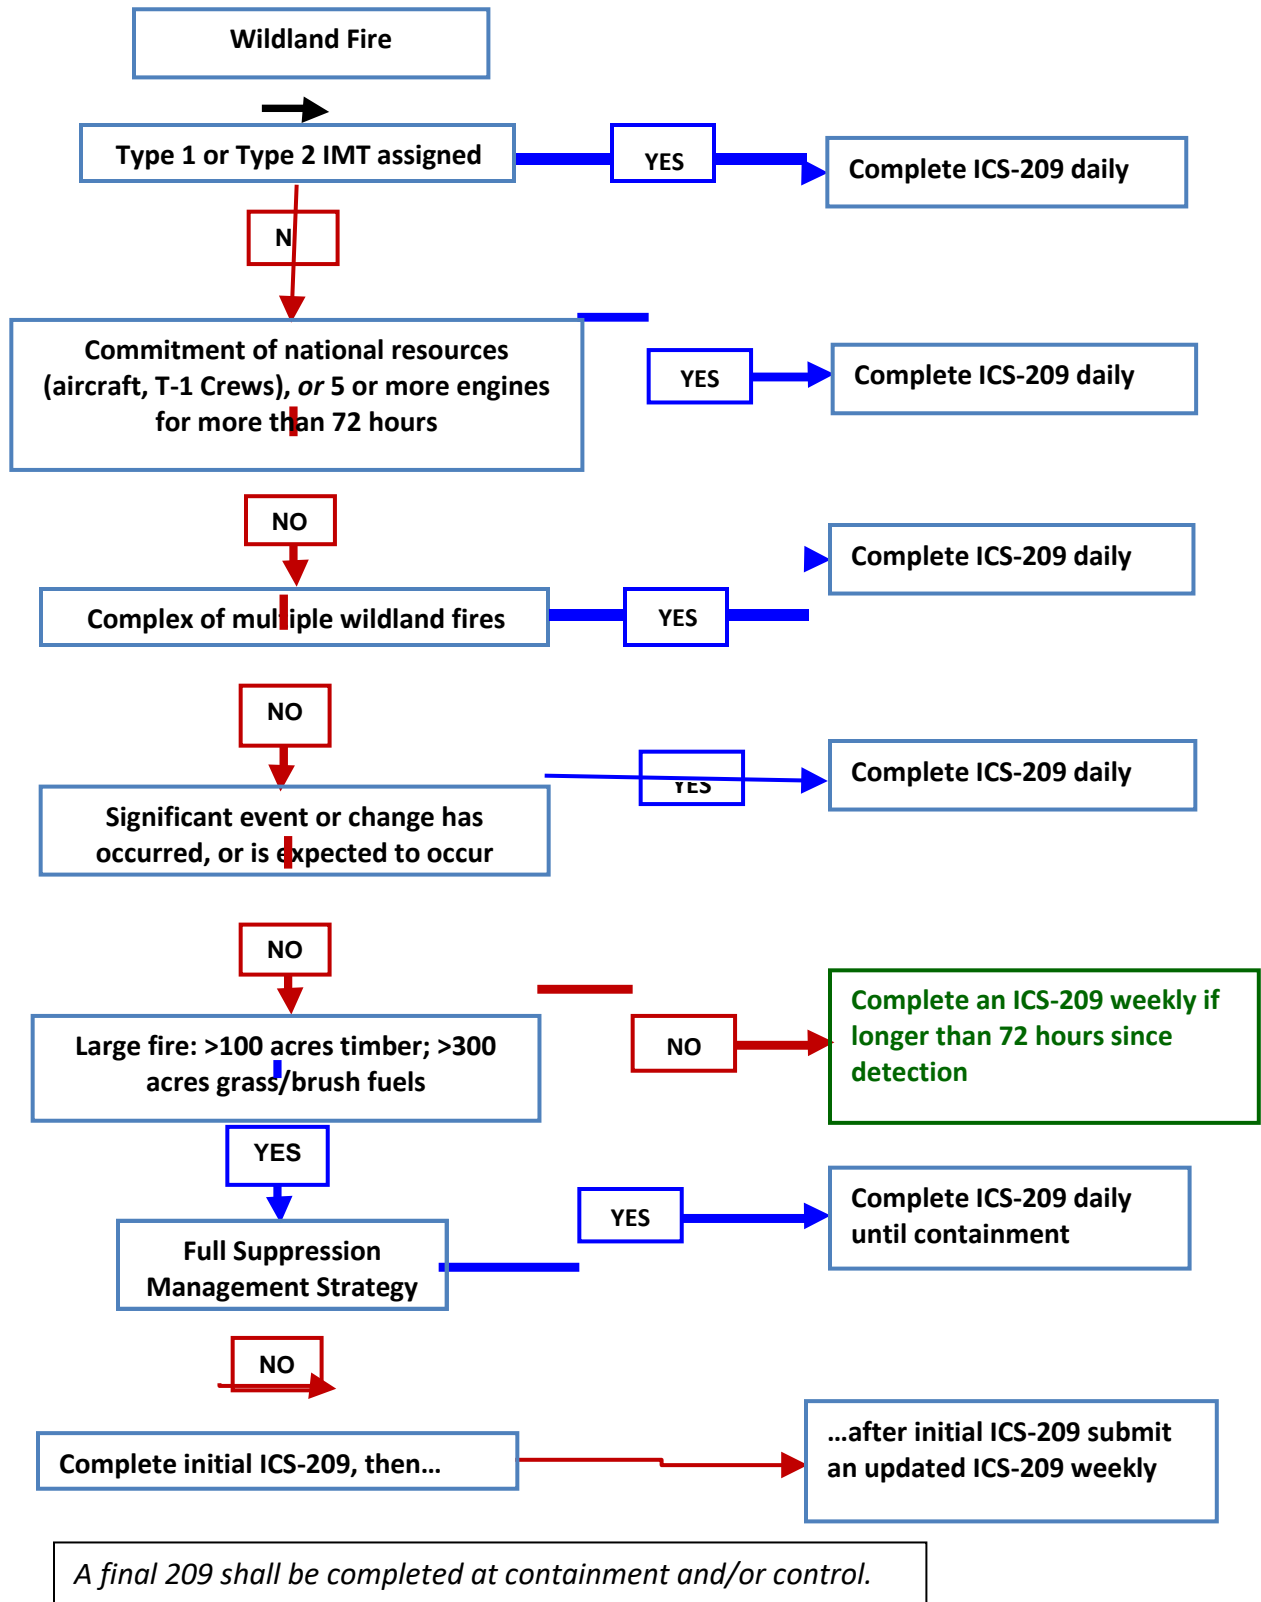 Wildland Fire
Type 1 or Type 2 IMT assigned
YES
Complete ICS-209 daily
N
Commitment of national resources
(aircraft, T-1 Crews), or 5 or more engines
for more than 72 hours
YES
Complete ICS-209 daily
NO
Complex of multiple wildland fires
YES
Complete ICS-209 daily
NO
Significant event or change has
occurred, or is expected to occur
YES
Complete ICS-209 daily
NO
Large fire: >100 acres timber; >300
acres grass/brush fuels
NO
Complete an ICS-209 weekly if
longer than 72 hours since
detection
YES
Full Suppression
Management Strategy
YES
Complete ICS-209 daily
until containment
NO
Complete initial ICS-209, then…
…after initial ICS-209 submit
an updated ICS-209 weekly
A final 209 shall be completed at containment and/or control.